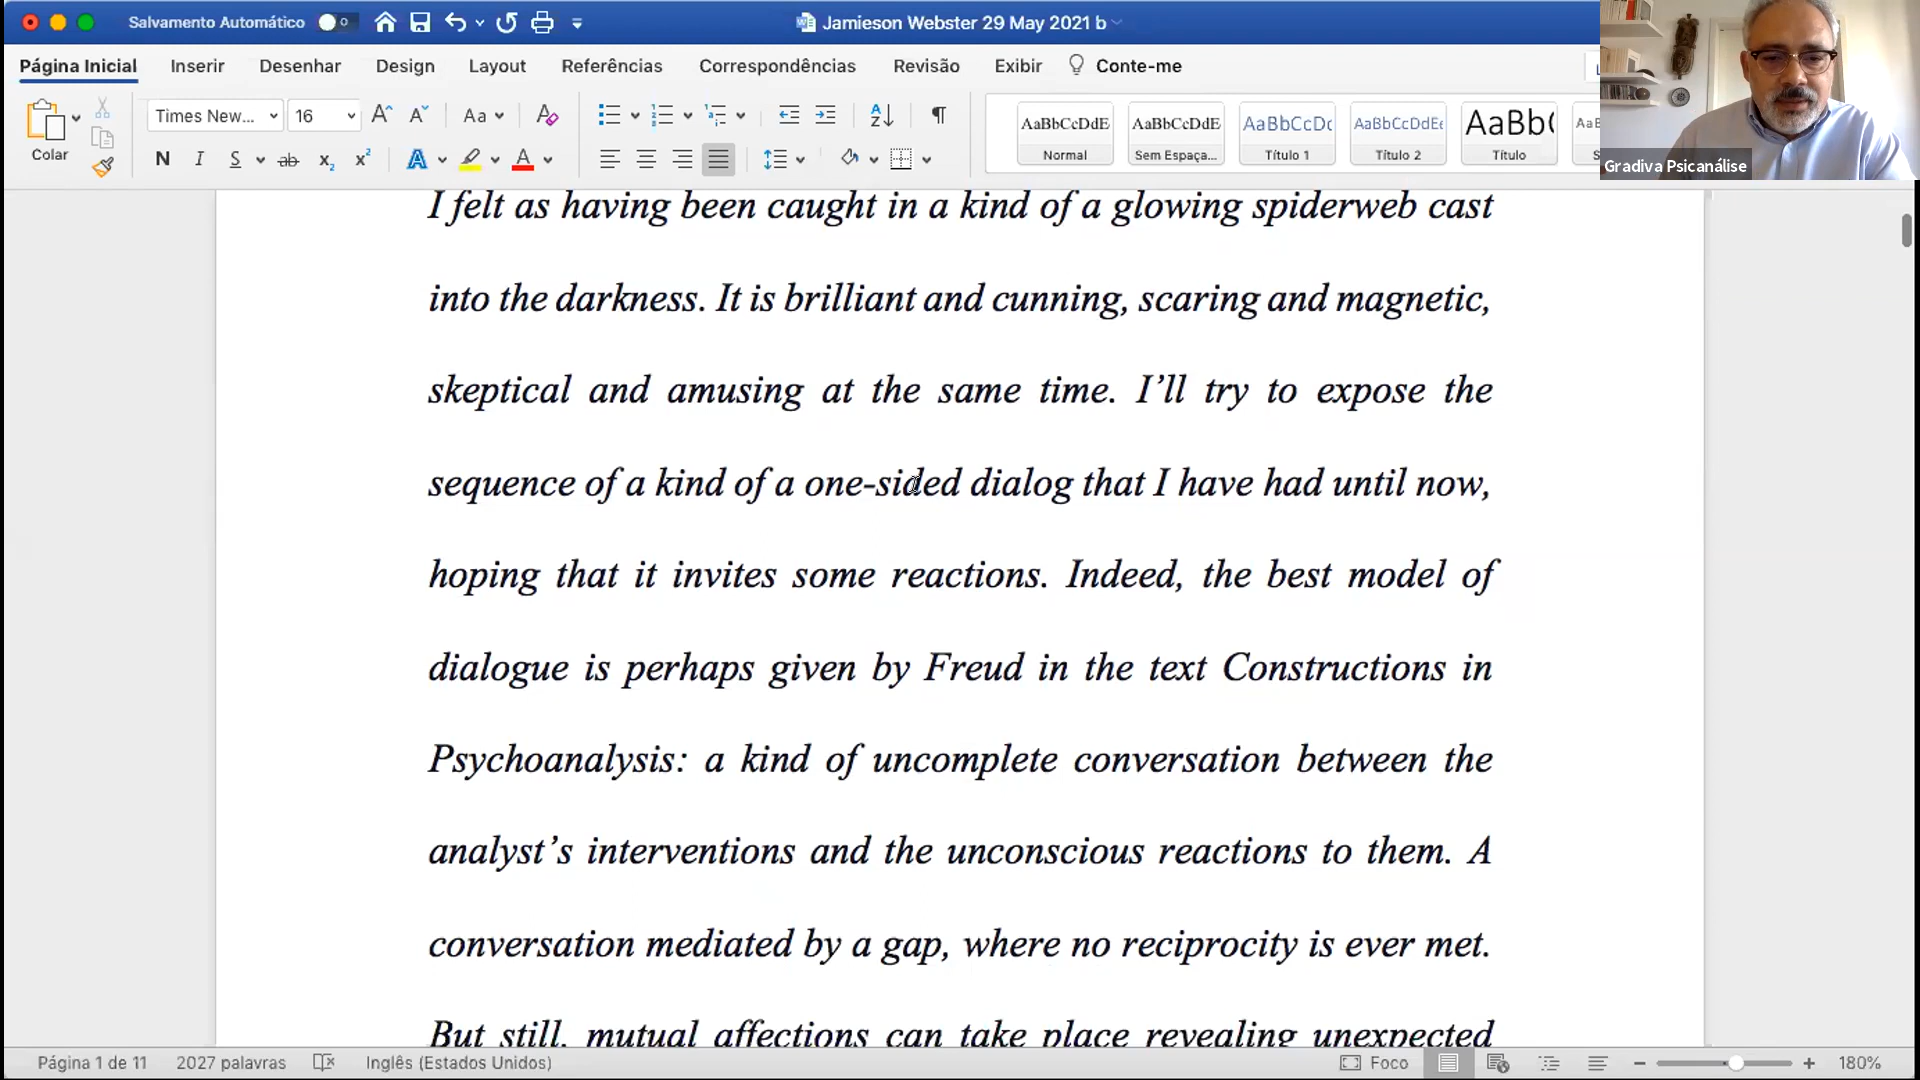 Salvamento Automático
Jamieson Webster 29 May 2021 b
Página Inicial Inserir Desenhar Design Layout Referências Correspondências Revisão Exibir Conte-me
Colar
Times New... 16
Aa
N I S ab x₂ x²
A A
AaBbCcDdE AaBbCcDdE AaBbCcDc AaBbCcDdEe AaBb(
Normal Sem Espaça... Título 1 Título 2 Título
Gradiva Psicanálise
I felt as having been caught in a kind of a glowing spiderweb cast
into the darkness. It is brilliant and cunning, scaring and magnetic,
skeptical and amusing at the same time. I’ll try to expose the
sequence of a kind of a one-sided dialog that I have had until now,
hoping that it invites some reactions. Indeed, the best model of
dialogue is perhaps given by Freud in the text Constructions in
Psychoanalysis: a kind of uncomplete conversation between the
analyst’s interventions and the unconscious reactions to them. A
conversation mediated by a gap, where no reciprocity is ever met.
But still, mutual affections can take place revealing unexpected
Página 1 de 11 2027 palavras Inglês (Estados Unidos) Foco 180%